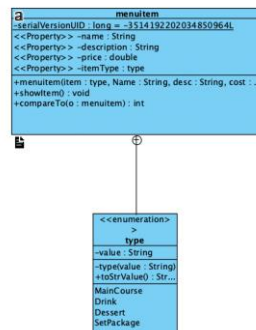 a
menuitem
-serialVersionUID : long = -3514192202034850964L
<<Property>> -name : String
<<Property>> -description : String
<<Property>> -price : double
<<Property>> -itemType : type
+menuitem(item : type, Name : String, desc : String, cost : ..
+showItem() : void
+compareTo(o : menuitem) : int
<<enumeration>
>
type
-value : String
-type(value : String)
+toStrValue() : Str...
MainCourse
Drink
Dessert
SetPackage